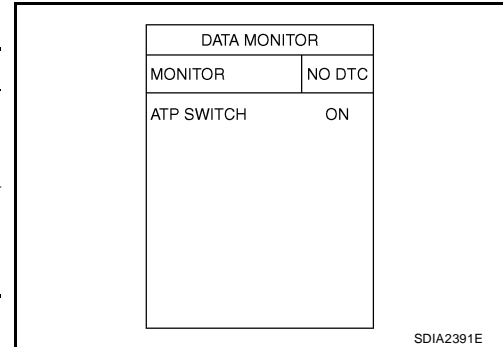 DATA MONITOR
MONITOR NO DTC
ATP SWITCH ON
SDIA2391E